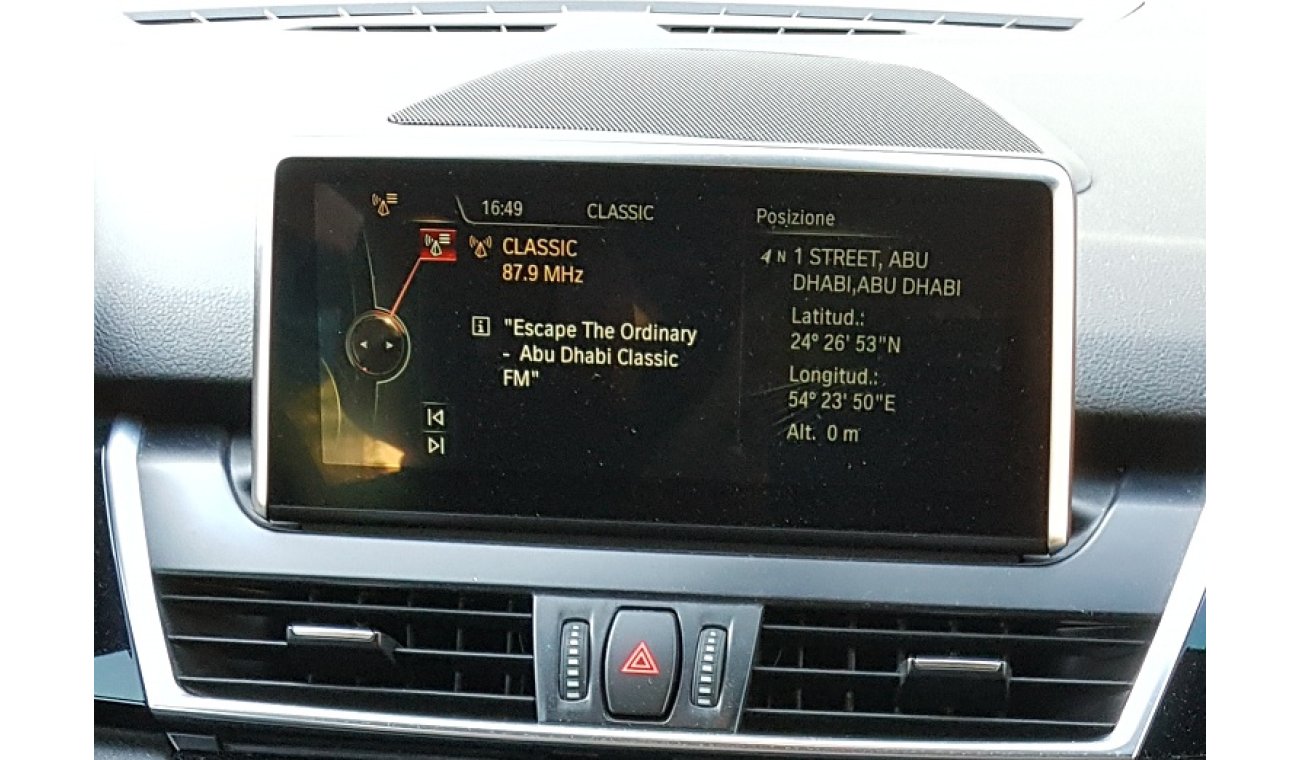 16:49 CLASSIC
CLASSIC
87.9 MHz
"Escape The Ordinary
- Abu Dhabi Classic
FM"
Posizione
N 1 STREET, ABU
DHABI,ABU DHABI
Latitud.:
24° 26' 53"N
Longitud.:
54° 23' 50"E
Alt. 0 m